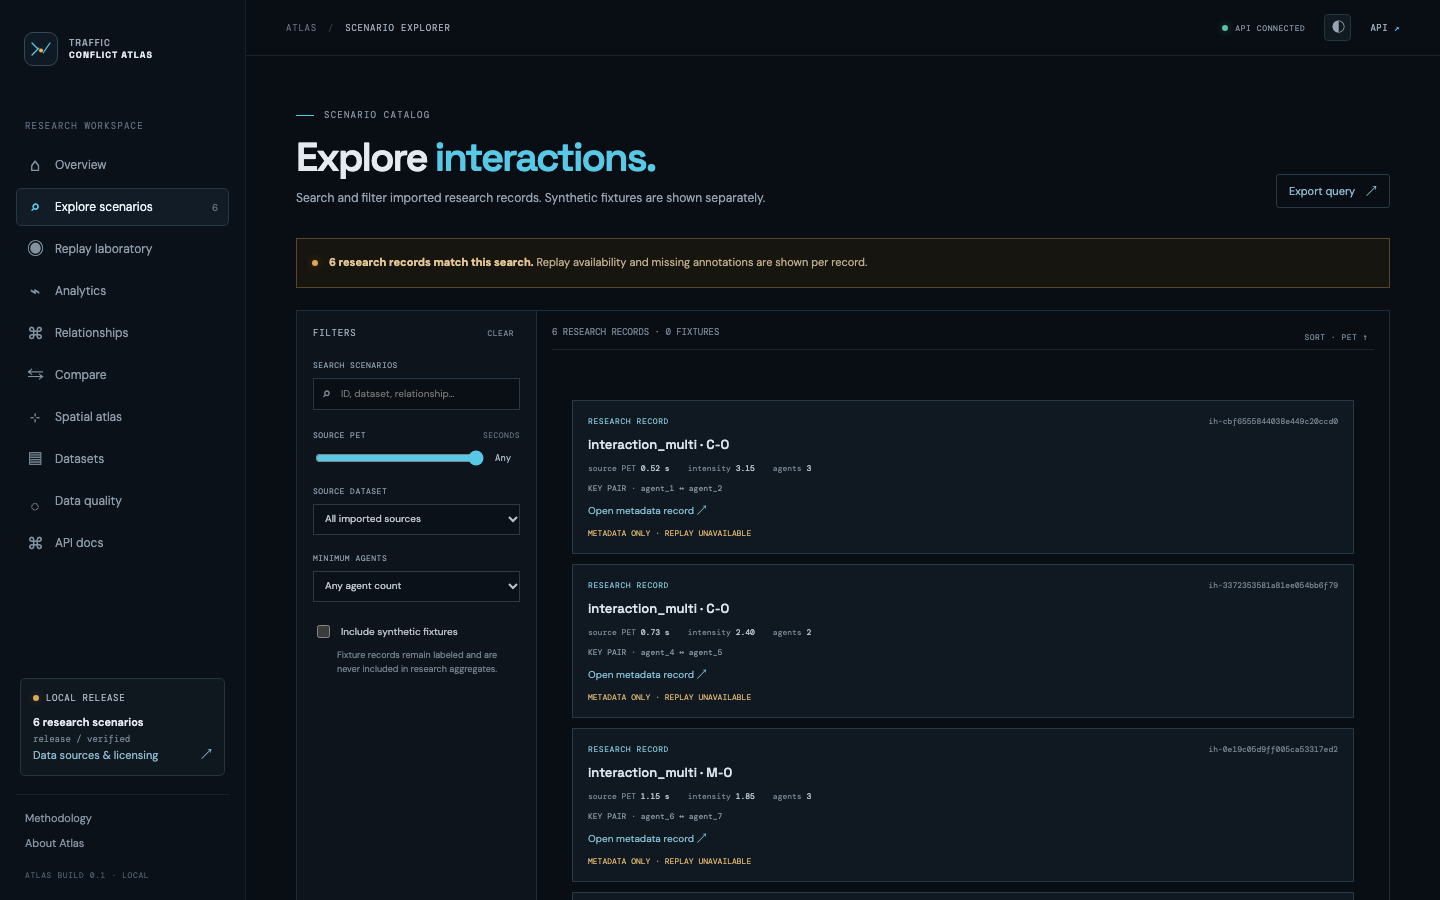 TRAFFIC
CONFLICT ATLAS
RESEARCH WORKSPACE
Overview
Explore scenarios 6
Replay laboratory
Analytics
Relationships
Compare
Spatial atlas
Datasets
Data quality
API docs
LOCAL RELEASE
6 research scenarios
release / verified
Data sources & licensing ↗
Methodology
About Atlas
ATLAS BUILD 0.1 · LOCAL
ATLAS / SCENARIO EXPLORER
API CONNECTED
API ↗
SCENARIO CATALOG
Explore interactions.
Search and filter imported research records. Synthetic fixtures are shown separately.
Export query ↗
6 research records match this search. Replay availability and missing annotations are shown per record.
FILTERS CLEAR
SEARCH SCENARIOS
ID, dataset, relationship…
SOURCE PET SECONDS
Any
SOURCE DATASET
All imported sources
MINIMUM AGENTS
Any agent count
Include synthetic fixtures
Fixture records remain labeled and are
never included in research aggregates.
6 RESEARCH RECORDS · 0 FIXTURES
SORT · PET ↑
RESEARCH RECORD ih-cbf6555844038e449c20ccd0
interaction_multi · C-O
source PET 0.52 s intensity 3.15 agents 3
KEY PAIR · agent_1 ↔ agent_2
Open metadata record ↗
METADATA ONLY · REPLAY UNAVAILABLE
RESEARCH RECORD ih-3372353581a81ee054bb6f79
interaction_multi · C-O
source PET 0.73 s intensity 2.40 agents 2
KEY PAIR · agent_4 ↔ agent_5
Open metadata record ↗
METADATA ONLY · REPLAY UNAVAILABLE
RESEARCH RECORD ih-0e19c05d9ff005ca53317ed2
interaction_multi · M-O
source PET 1.15 s intensity 1.85 agents 3
KEY PAIR · agent_6 ↔ agent_7
Open metadata record ↗
METADATA ONLY · REPLAY UNAVAILABLE